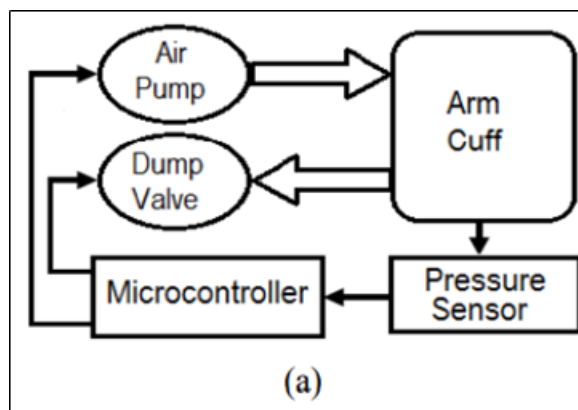 Air
Pump
Arm
Cuff
Dump
Valve
Microcontroller
Pressure
Sensor
(a)